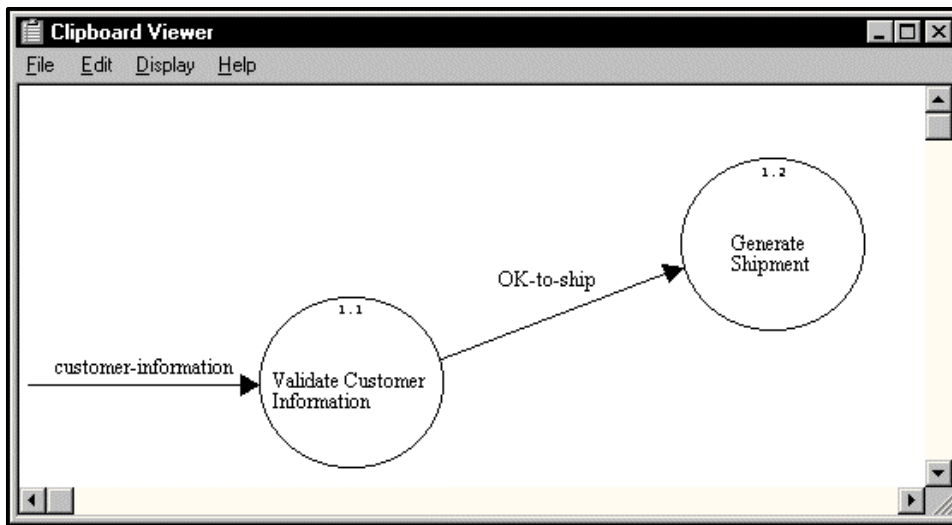 Clipboard Viewer
File Edit Display Help
1.2
Generate
Shipment
OK-to-ship
1.1
customer-information
Validate Customer
Information